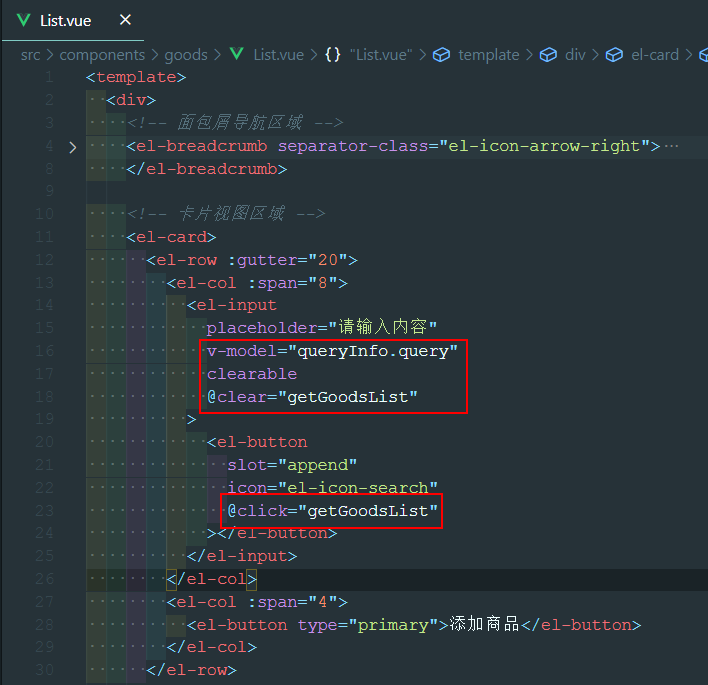 List.vue ×
src > components > goods > List.vue > {} "List.vue" > template > div > el-card >
1 <template>
2 <div>
3 <!-- 面包屑导航区域 -->
4 <el-breadcrumb separator-class="el-icon-arrow-right">…
8 </el-breadcrumb>
9
10 <!-- 卡片视图区域 -->
11 <el-card>
12 <el-row :gutter="20">
13 <el-col :span="8">
14 <el-input
15 placeholder="请输入内容"
16 v-model="queryInfo.query"
17 clearable
18 @clear="getGoodsList"
19 >
20 <el-button
21 slot="append"
22 icon="el-icon-search"
23 @click="getGoodsList"
24 ></el-button>
25 </el-input>
26 </el-col>
27 <el-col :span="4">
28 <el-button type="primary">添加商品</el-button>
29 </el-col>
30 </el-row>